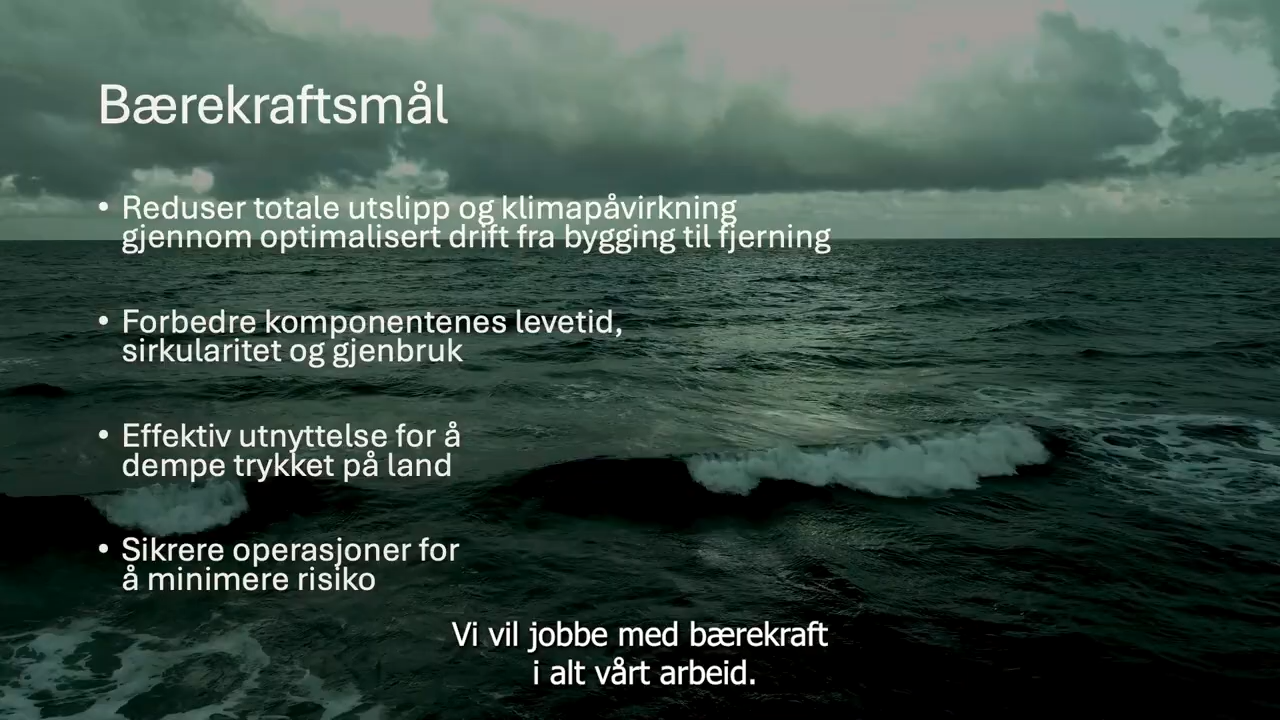 Bærekraftsmål
• Reduser totale utslipp og klimapåvirkning
gjennom optimalisert drift fra bygging til fjerning
• Forbedre komponentenes levetid,
sirkularitet og gjenbruk
• Effektiv utnyttelse for å
dempe trykket på land
• Sikrere operasjoner for
å minimere risiko
Vi vil jobbe med bærekraft
i alt vårt arbeid.